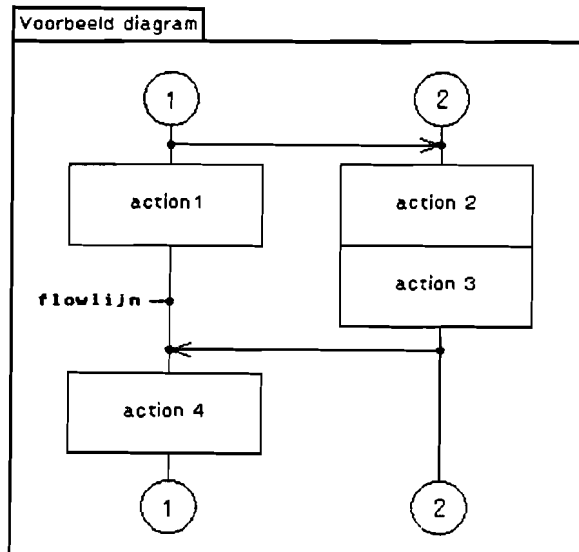 Voorbeeld diagram
1
2
action 1
action 2
action 3
flowlijn
action 4
1
2